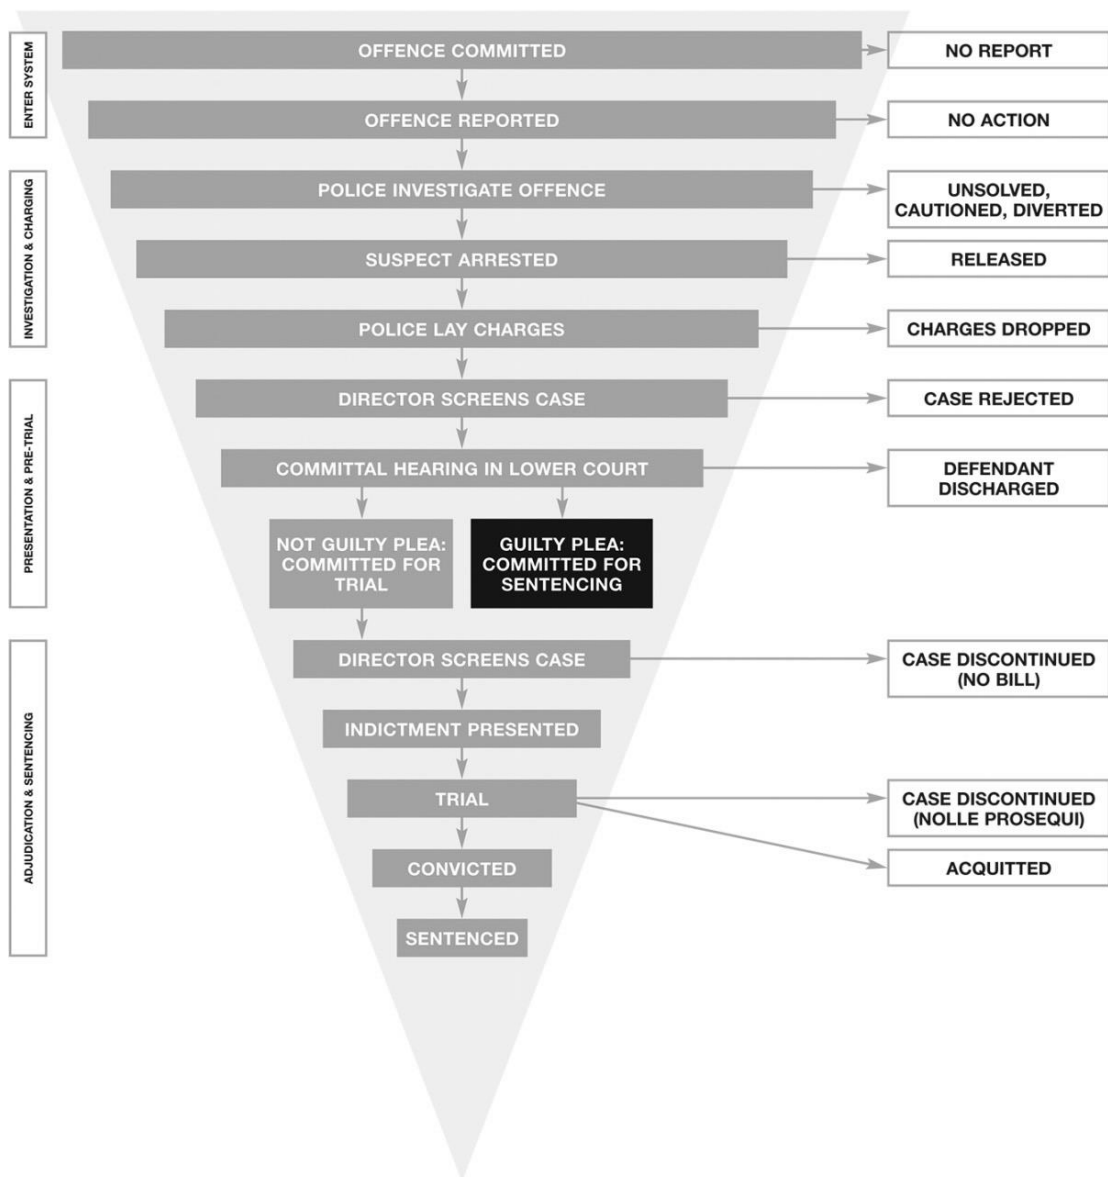 ENTER SYSTEM
OFFENCE COMMITTED
NO REPORT
OFFENCE REPORTED
NO ACTION
INVESTIGATION & CHARGING
POLICE INVESTIGATE OFFENCE
UNSOLVED,
CAUTIONED, DIVERTED
SUSPECT ARRESTED
RELEASED
POLICE LAY CHARGES
CHARGES DROPPED
PRESENTATION & PRE-TRIAL
DIRECTOR SCREENS CASE
CASE REJECTED
COMMITTAL HEARING IN LOWER COURT
DEFENDANT
DISCHARGED
NOT GUILTY PLEA:
COMMITTED FOR
TRIAL
GUILTY PLEA:
COMMITTED FOR
SENTENCING
ADJUDICATION & SENTENCING
DIRECTOR SCREENS CASE
CASE DISCONTINUED
(NO BILL)
INDICTMENT PRESENTED
TRIAL
CASE DISCONTINUED
(NOLLE PROSEQUI)
ACQUITTED
CONVICTED
SENTENCED